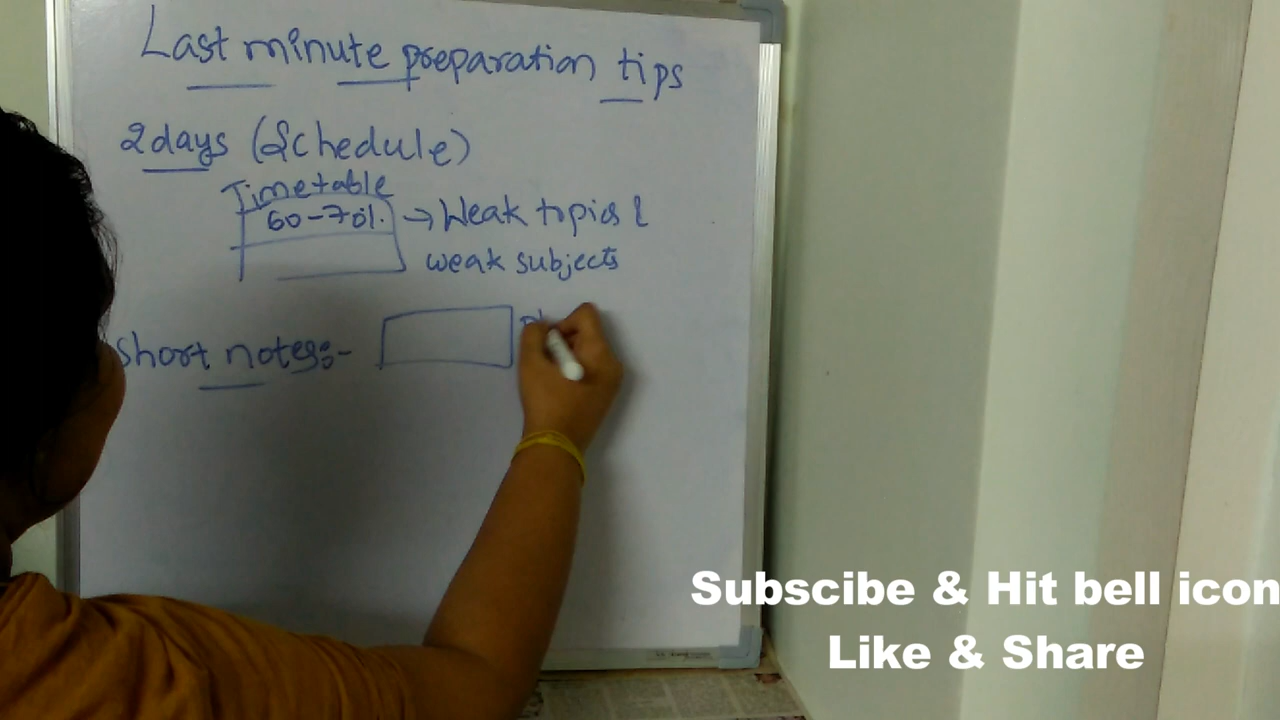 Last minute preparation tips
2days (Schedule)
Timetable
60-70%. → Weak topics &
weak subjects
Short notes:-
Subscibe & Hit bell icon
Like & Share